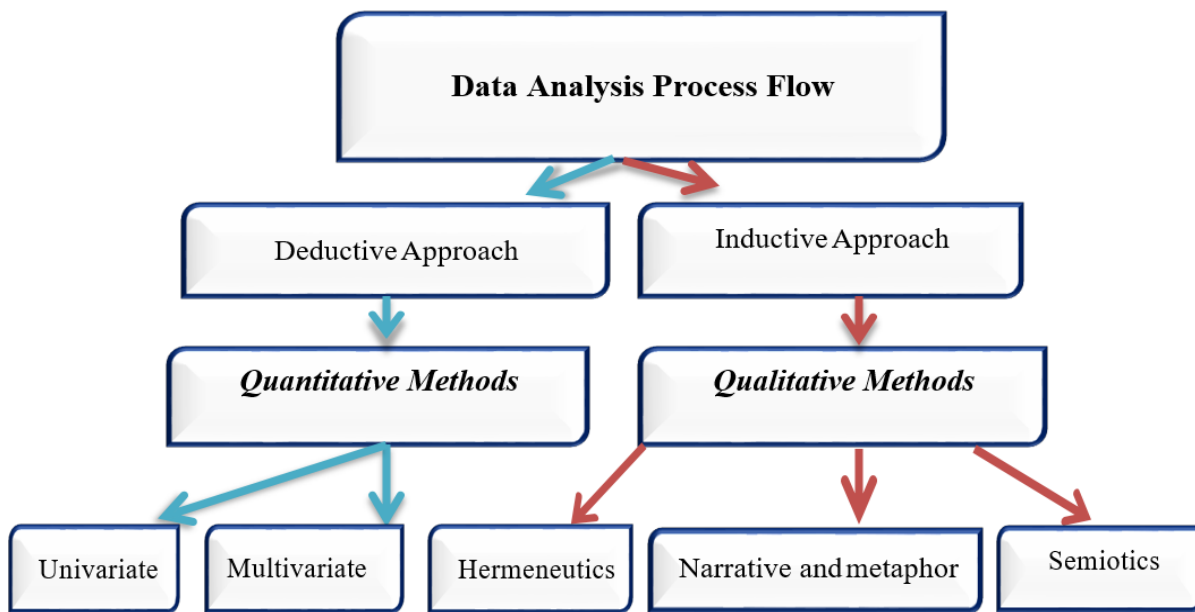 Data Analysis Process Flow
Deductive Approach
Inductive Approach
Quantitative Methods
Qualitative Methods
Univariate
Multivariate
Hermeneutics
Narrative and metaphor
Semiotics